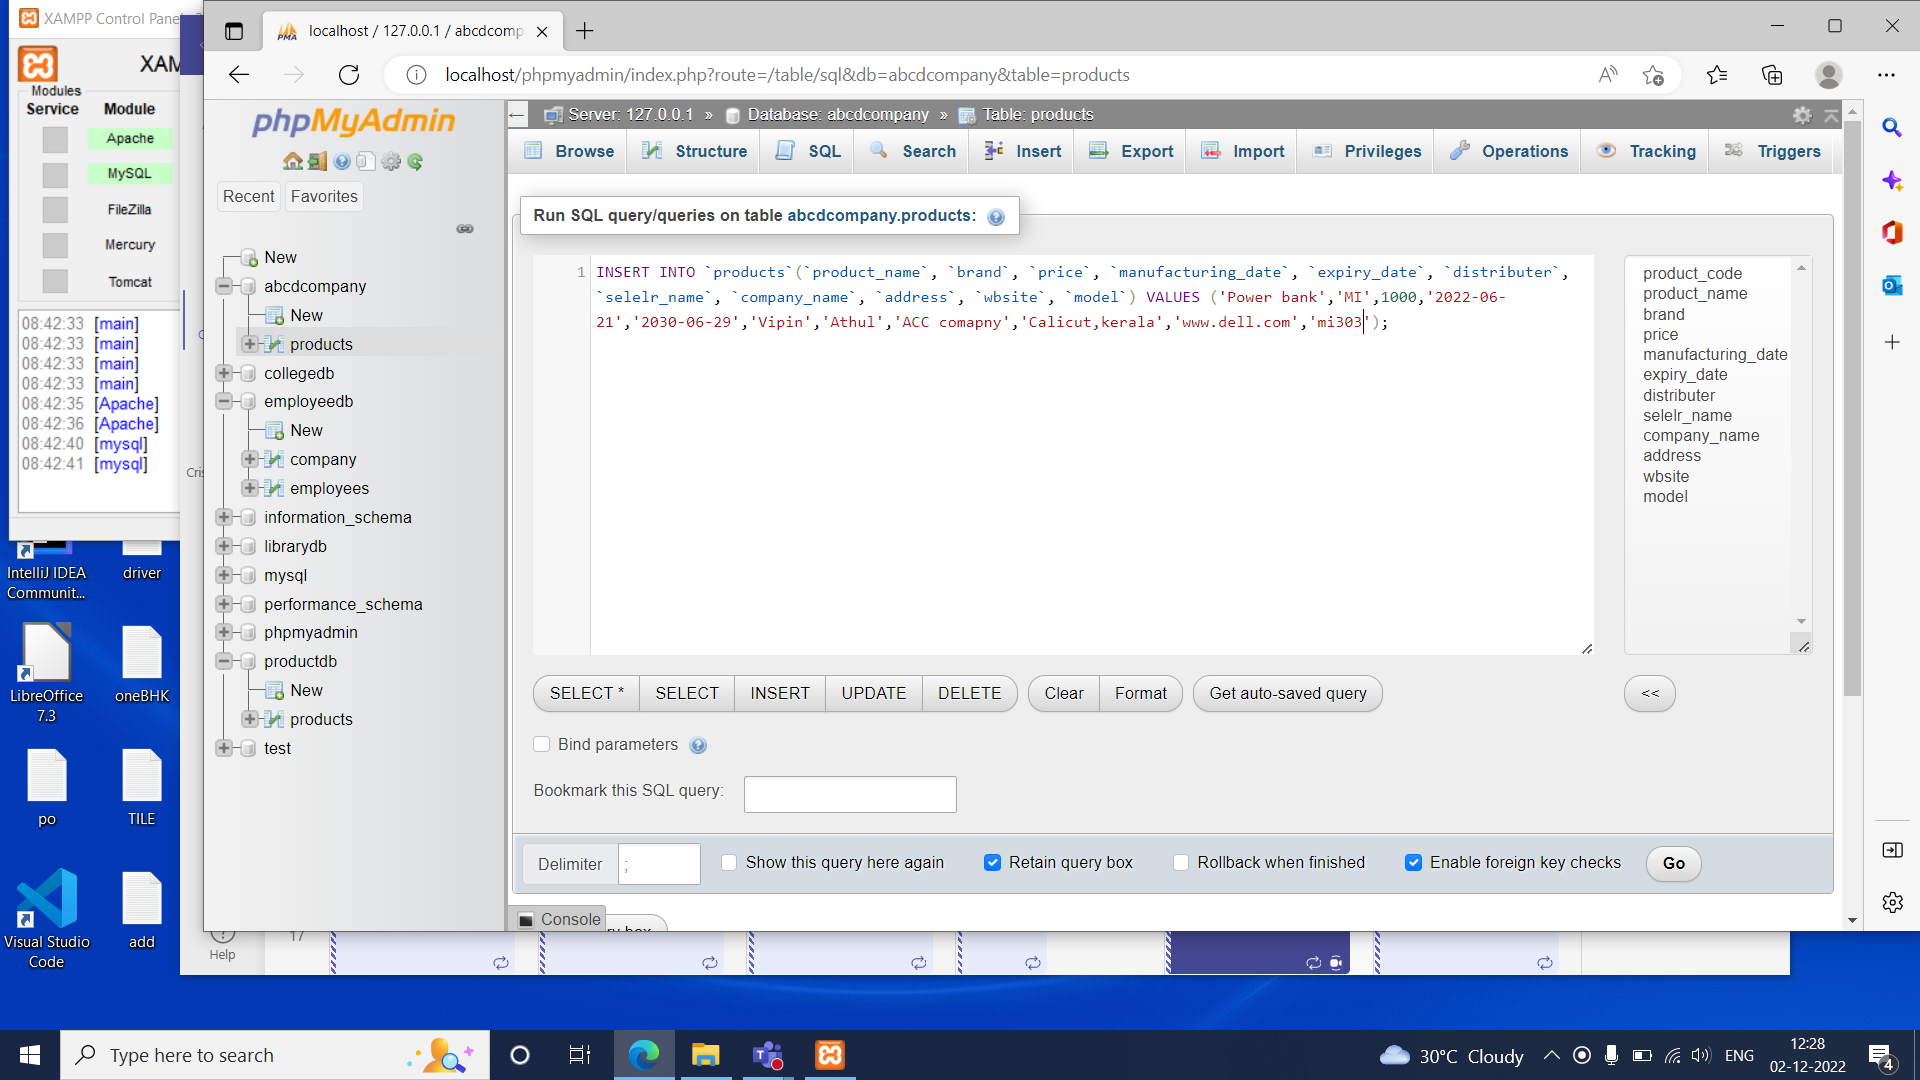 XAMPP Control Pane
XAM
Modules
Service Module
Apache
MySQL
FileZilla
Mercury
Tomcat
08:42:33 [main]
08:42:33 [main]
08:42:33 [main]
08:42:33 [main]
08:42:35 [Apache]
08:42:36 [Apache]
08:42:40 [mysql]
08:42:41 [mysql]
IntelliJ IDEA Communit...
driver
LibreOffice 7.3
oneBHK
po
TILE
Visual Studio Code
add
Cris
Help
17
localhost / 127.0.0.1 / abcdcomp
localhost/phpmyadmin/index.php?route=/table/sql&db=abcdcompany&table=products
phpMyAdmin
Recent Favorites
New
abcdcompany
New
products
collegedb
employeedb
New
company
employees
information_schema
librarydb
mysql
performance_schema
phpmyadmin
productdb
New
products
test
Server: 127.0.0.1 » Database: abcdcompany » Table: products
Browse Structure SQL Search Insert Export Import Privileges Operations Tracking Triggers
Run SQL query/queries on table abcdcompany.products:
1 INSERT INTO `products`(`product_name`, `brand`, `price`, `manufacturing_date`, `expiry_date`, `distributer`,
`selelr_name`, `company_name`, `address`, `wbsite`, `model`) VALUES ('Power bank','MI',1000,'2022-06-
21','2030-06-29','Vipin','Athul','ACC comapny','Calicut,kerala','www.dell.com','mi303');
product_code
product_name
brand
price
manufacturing_date
expiry_date
distributer
selelr_name
company_name
address
wbsite
model
SELECT * SELECT INSERT UPDATE DELETE Clear Format Get auto-saved query <<
Bind parameters
Bookmark this SQL query:
Delimiter ; Show this query here again Retain query box Rollback when finished Enable foreign key checks Go
Console
Type here to search
30°C Cloudy
ENG
12:28
02-12-2022
4